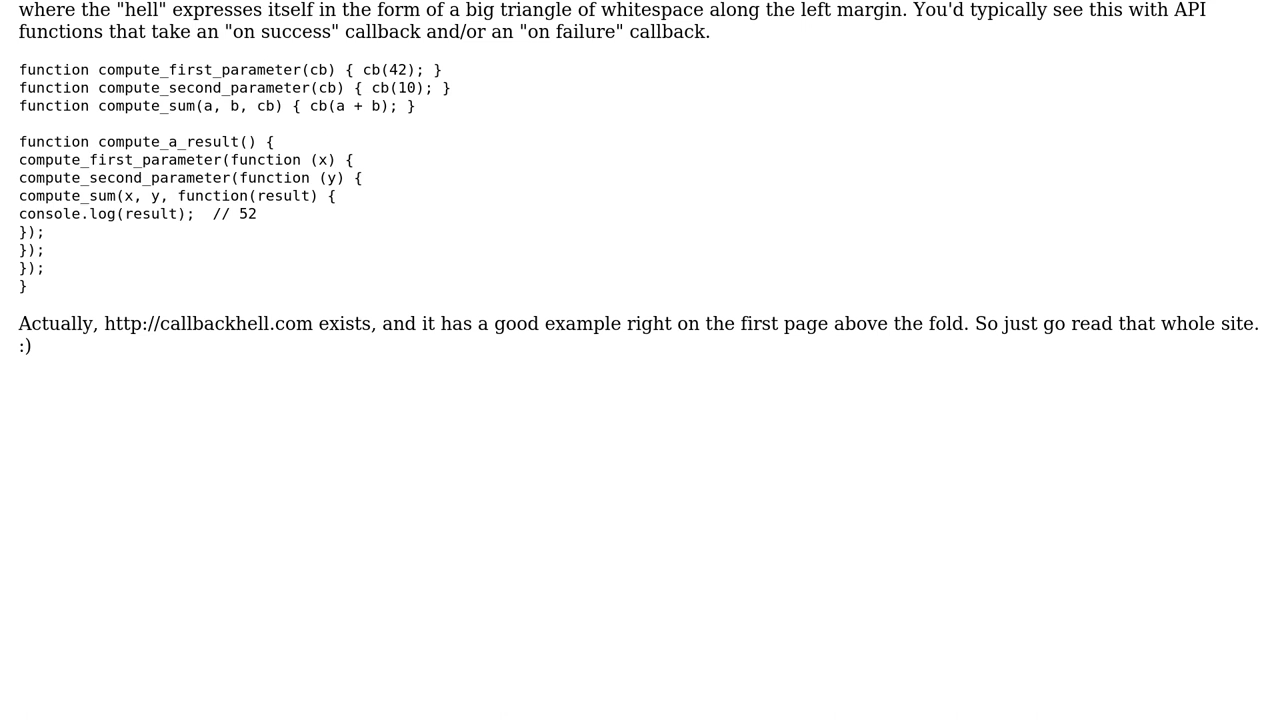 where the "hell" expresses itself in the form of a big triangle of whitespace along the left margin. You'd typically see this with API
functions that take an "on success" callback and/or an "on failure" callback.
function compute_first_parameter(cb) { cb(42); }
function compute_second_parameter(cb) { cb(10); }
function compute_sum(a, b, cb) { cb(a + b); }
function compute_a_result() {
compute_first_parameter(function (x) {
compute_second_parameter(function (y) {
compute_sum(x, y, function(result) {
console.log(result);  // 52
});
});
});
}
Actually, http://callbackhell.com exists, and it has a good example right on the first page above the fold. So just go read that whole site.
:)